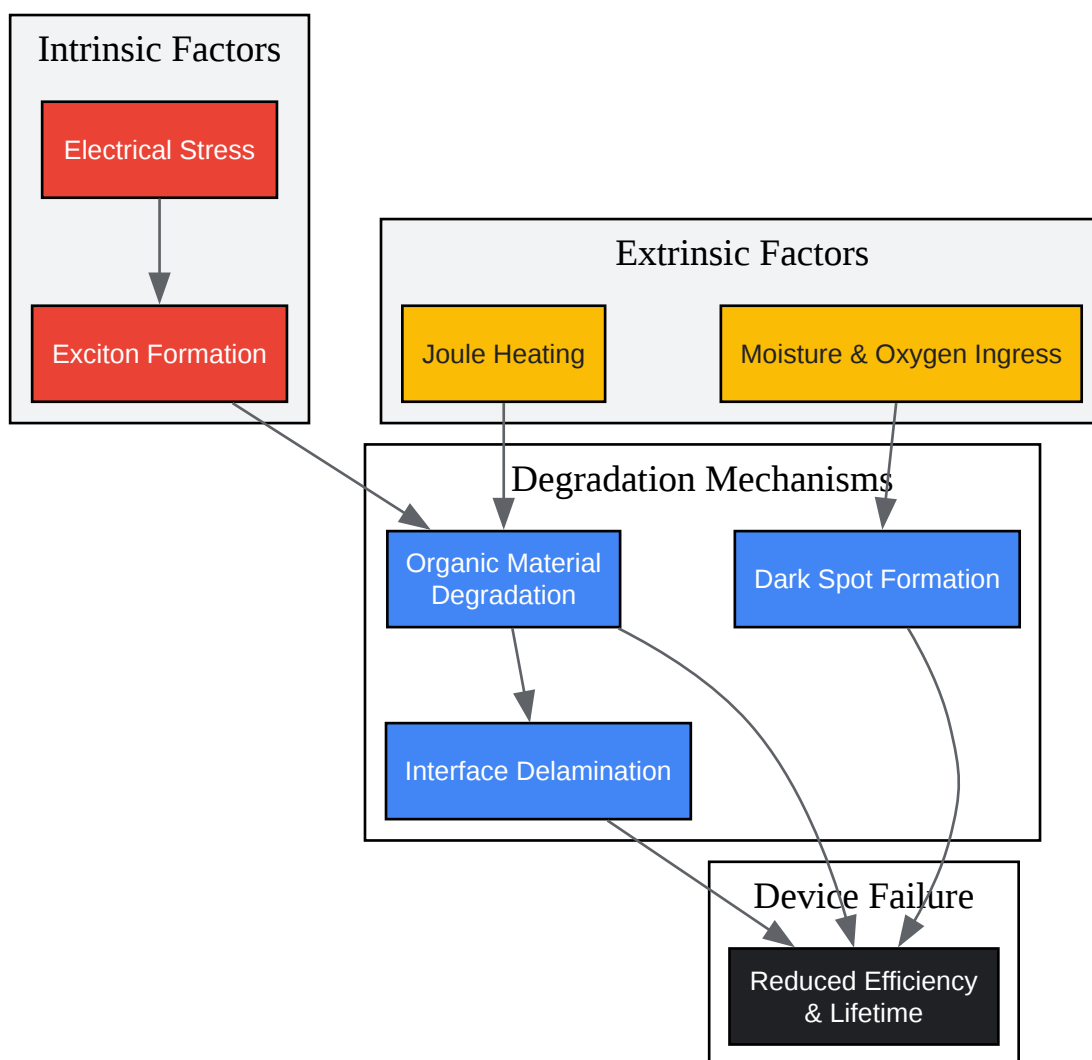 Intrinsic Factors
Electrical Stress
Exciton Formation
Extrinsic Factors
Joule Heating
Moisture & Oxygen Ingress
Degradation Mechanisms
Organic Material
Degradation
Dark Spot Formation
Interface Delamination
Device Failure
Reduced Efficiency
& Lifetime